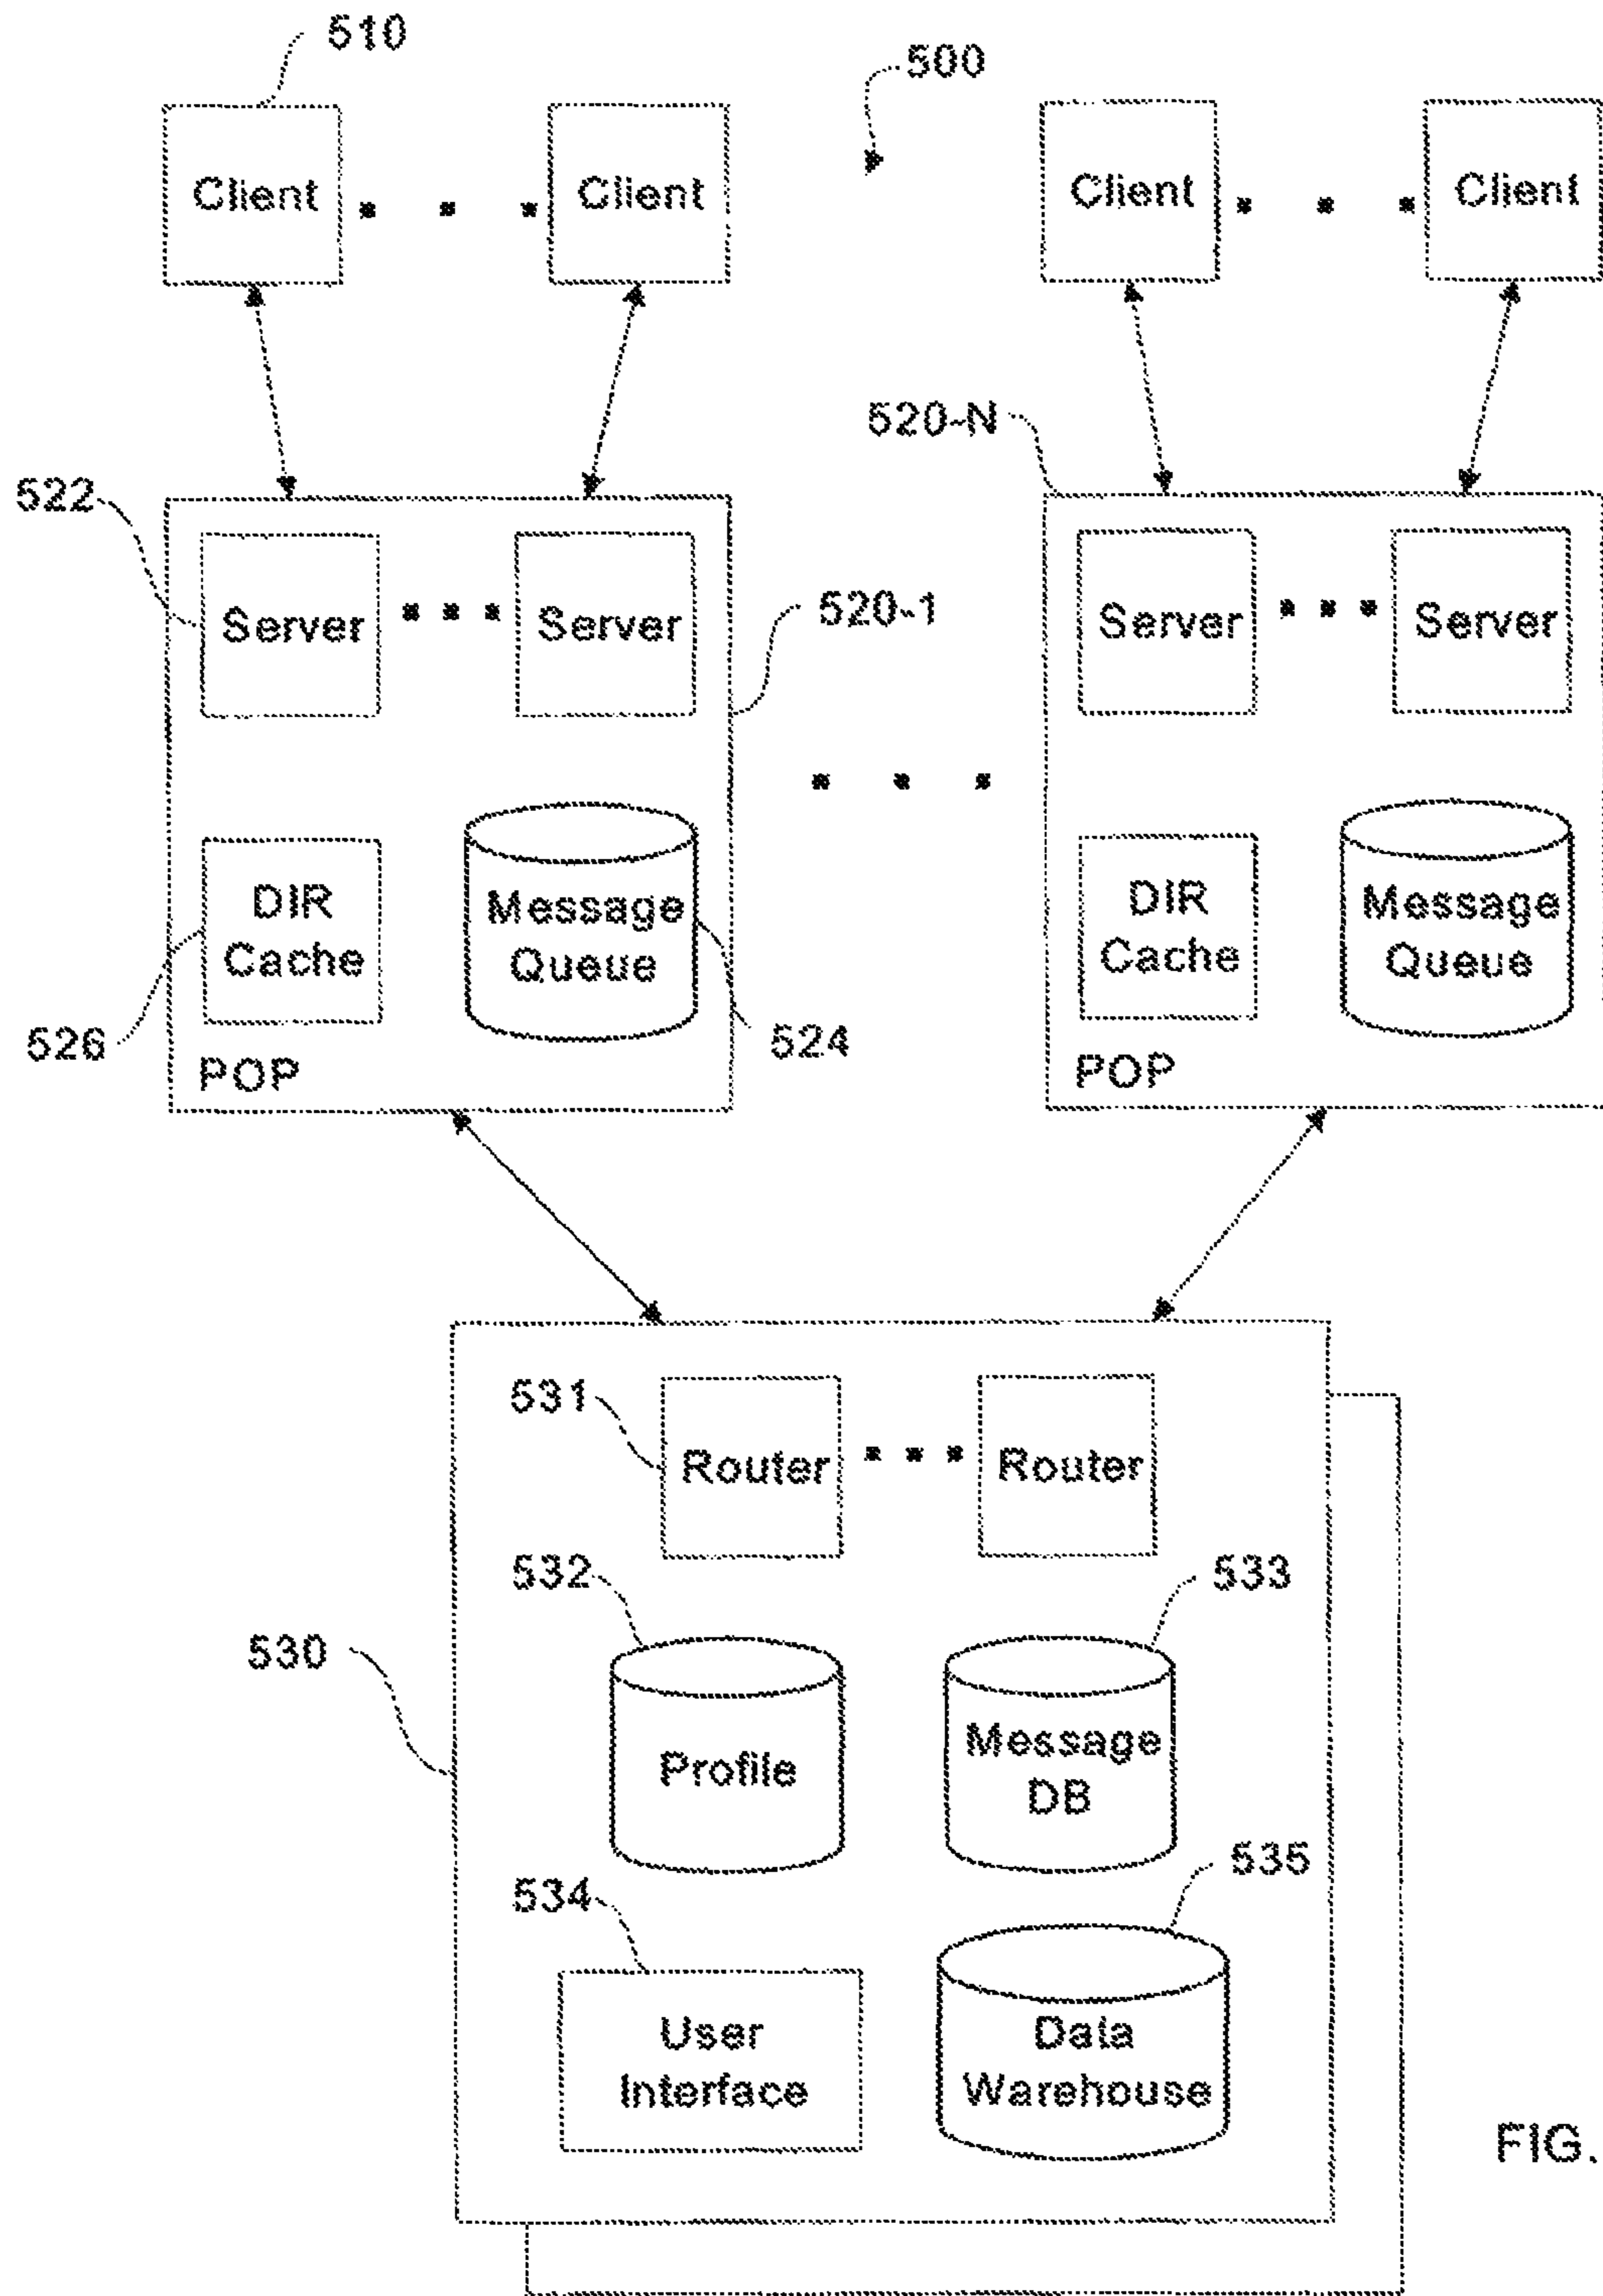 510
500
Client
Client
Client
Client
520-N
522
Server
Server
520-1
Server
Server
DIR
Cache
Message
Queue
DIR
Cache
Message
Queue
526
524
POP
POP
531
Router
Router
532
533
530
Profile
Message
DB
534
535
User
Interface
Data
Warehouse
FIG.